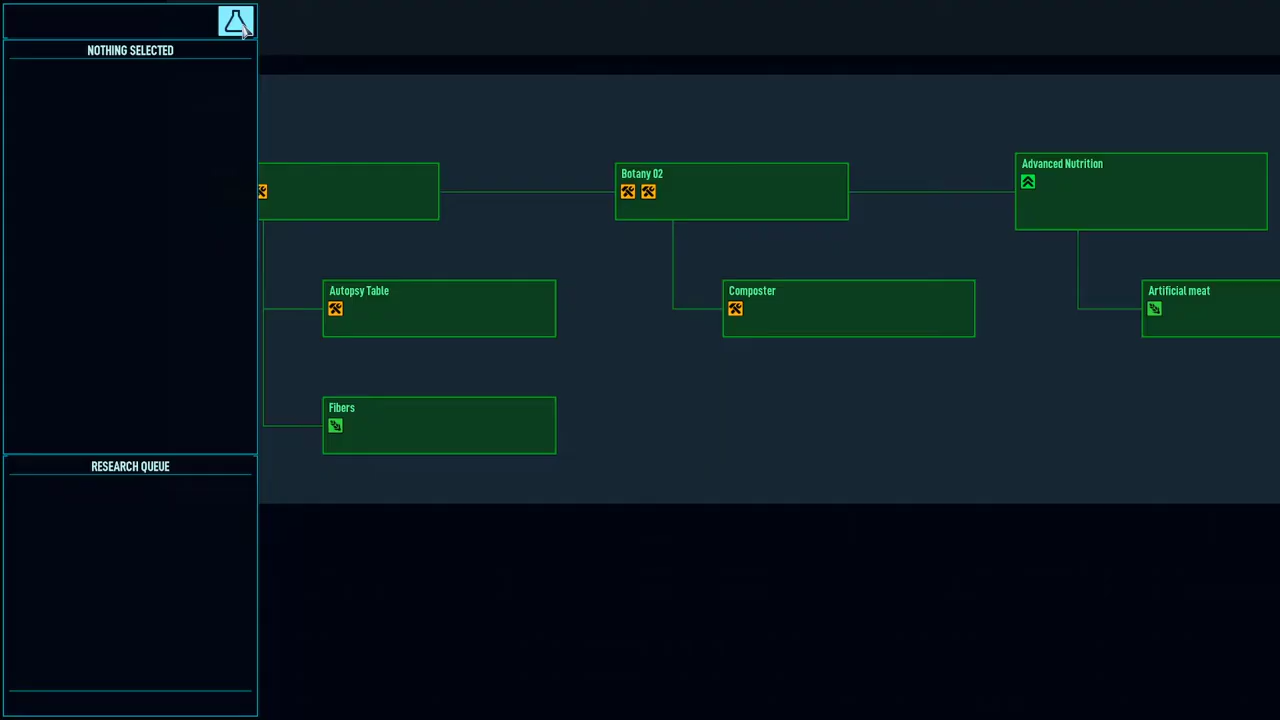 NOTHING SELECTED
Advanced Nutrition
Botany 02
Autopsy Table
Composter
Artificial meat
Fibers
RESEARCH QUEUE